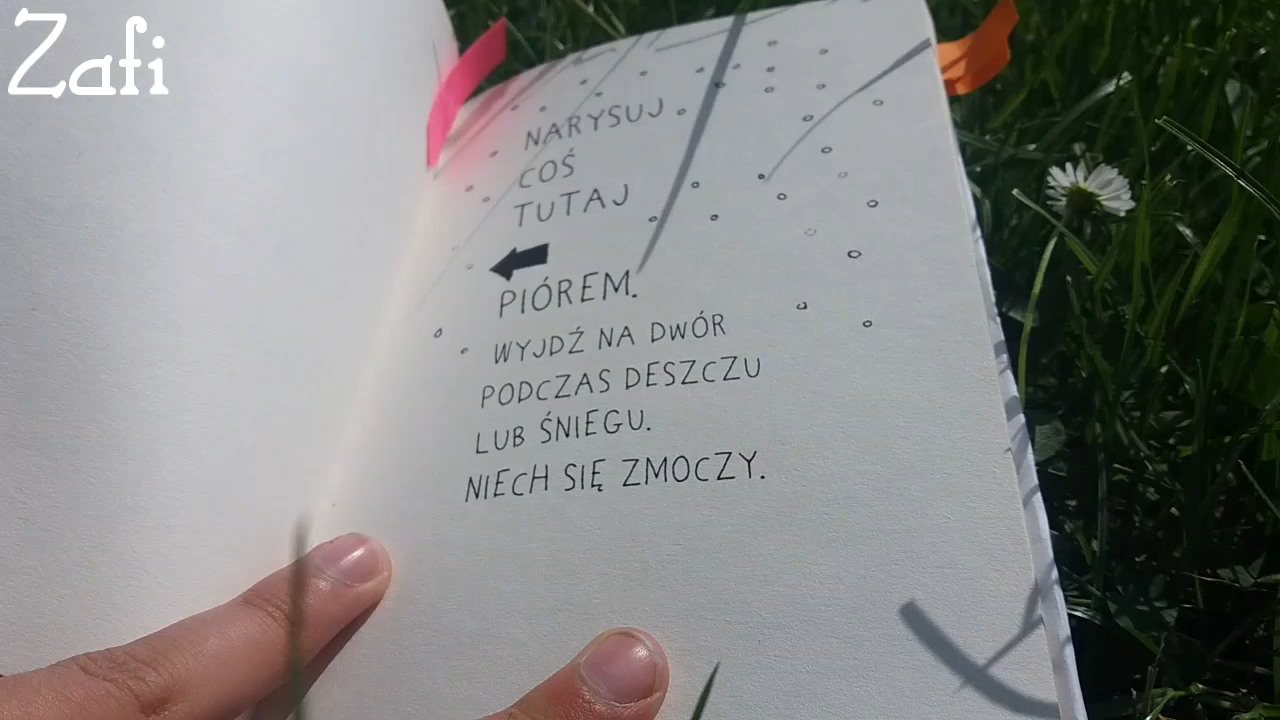 Zafi
NARYSUJ
COŚ
TUTAJ
PIÓREM.
WYJDŹ NA DWÓR
PODCZAS DESZCZU
LUB ŚNIEGU.
NIECH SIĘ ZMOCZY.